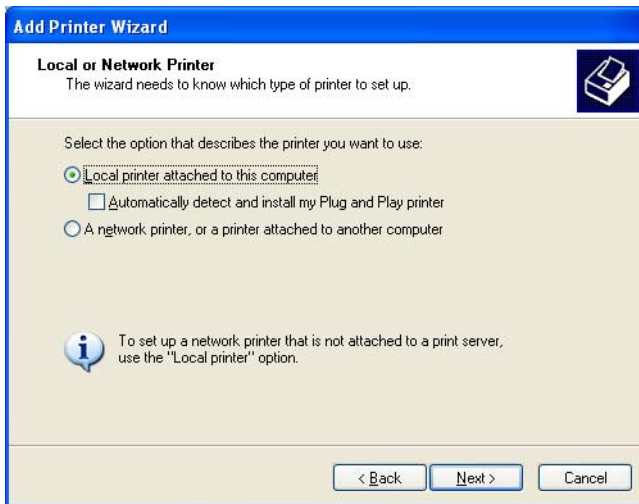 Add Printer Wizard
Local or Network Printer
The wizard needs to know which type of printer to set up.
Select the option that describes the printer you want to use:
Local printer attached to this computer
Automatically detect and install my Plug and Play printer
A network printer, or a printer attached to another computer
To set up a network printer that is not attached to a print server,
use the "Local printer" option.
< Back
Next >
Cancel